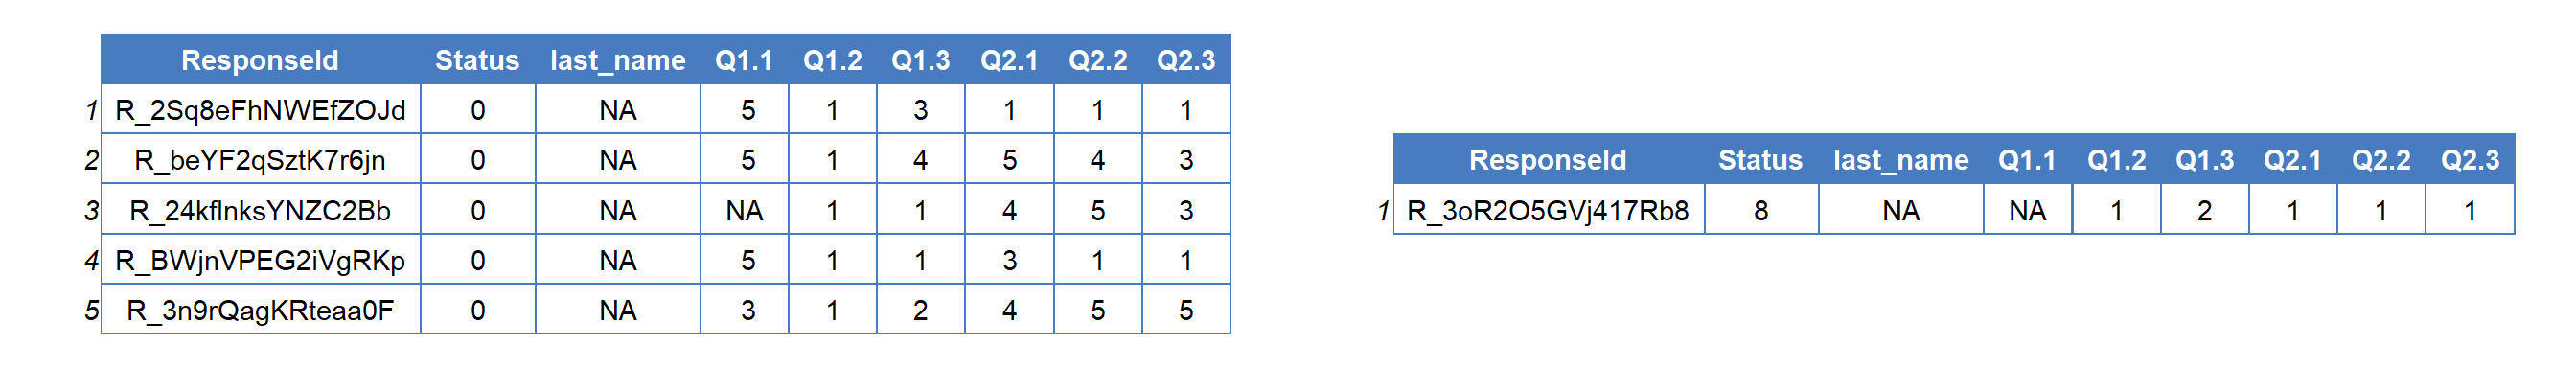 ResponseId Status last_name Q1.1 Q1.2 Q1.3 Q2.1 Q2.2 Q2.3
1 R_2Sq8eFhNWEfZOJd 0 NA 5 1 3 1 1 1
2 R_beYF2qSztK7r6jn 0 NA 5 1 4 5 4 3
3 R_24kflnksYNZC2Bb 0 NA NA 1 1 4 5 3
4 R_BWjnVPEG2iVgRKp 0 NA 5 1 1 3 1 1
5 R_3n9rQagKRteaa0F 0 NA 3 1 2 4 5 5
ResponseId Status last_name Q1.1 Q1.2 Q1.3 Q2.1 Q2.2 Q2.3
1 R_3oR2O5GVj417Rb8 8 NA NA 1 2 1 1 1